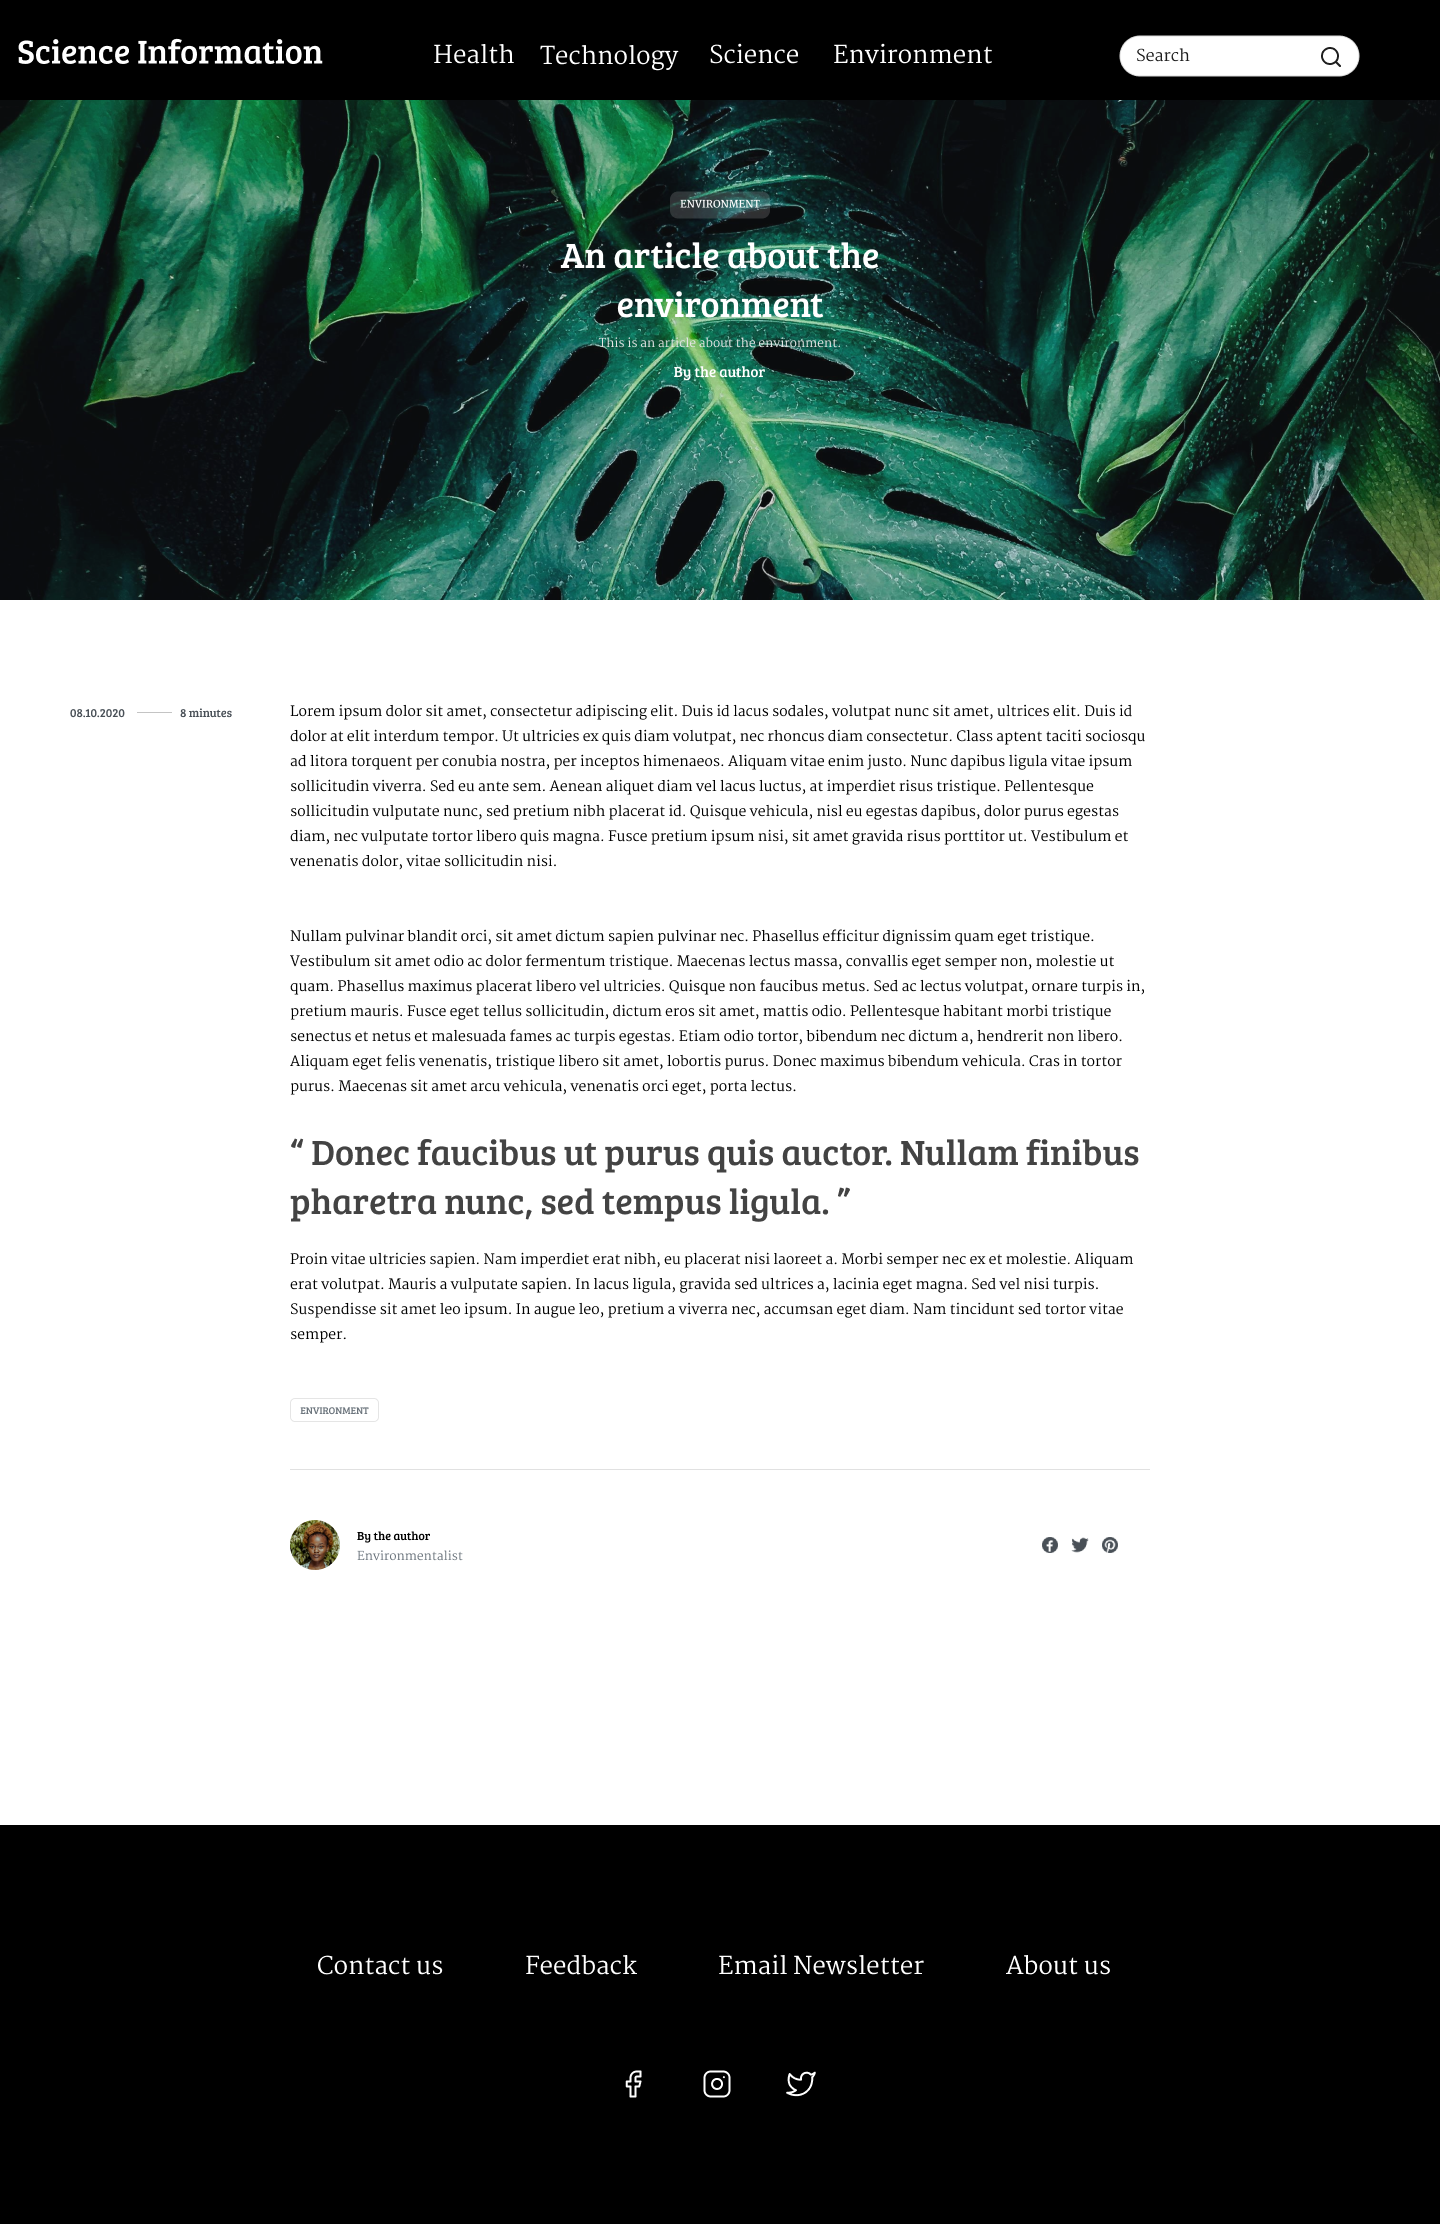 Science Information
Health
Technology
Science
Environment
Search
ENVIRONMENT
An article about the
environment
This is an article about the environment.
By the author
08.10.2020
8 minutes
Lorem ipsum dolor sit amet, consectetur adipiscing elit. Duis id lacus sodales, volutpat nunc sit amet, ultrices elit. Duis id
dolor at elit interdum tempor. Ut ultricies ex quis diam volutpat, nec rhoncus diam consectetur. Class aptent taciti sociosqu
ad litora torquent per conubia nostra, per inceptos himenaeos. Aliquam vitae enim justo. Nunc dapibus ligula vitae ipsum
sollicitudin viverra. Sed eu ante sem. Aenean aliquet diam vel lacus luctus, at imperdiet risus tristique. Pellentesque
sollicitudin vulputate nunc, sed pretium nibh placerat id. Quisque vehicula, nisl eu egestas dapibus, dolor purus egestas
diam, nec vulputate tortor libero quis magna. Fusce pretium ipsum nisi, sit amet gravida risus porttitor ut. Vestibulum et
venenatis dolor, vitae sollicitudin nisi.
Nullam pulvinar blandit orci, sit amet dictum sapien pulvinar nec. Phasellus efficitur dignissim quam eget tristique.
Vestibulum sit amet odio ac dolor fermentum tristique. Maecenas lectus massa, convallis eget semper non, molestie ut
quam. Phasellus maximus placerat libero vel ultricies. Quisque non faucibus metus. Sed ac lectus volutpat, ornare turpis in,
pretium mauris. Fusce eget tellus sollicitudin, dictum eros sit amet, mattis odio. Pellentesque habitant morbi tristique
senectus et netus et malesuada fames ac turpis egestas. Etiam odio tortor, bibendum nec dictum a, hendrerit non libero.
Aliquam eget felis venenatis, tristique libero sit amet, lobortis purus. Donec maximus bibendum vehicula. Cras in tortor
purus. Maecenas sit amet arcu vehicula, venenatis orci eget, porta lectus.
“ Donec faucibus ut purus quis auctor. Nullam finibus
pharetra nunc, sed tempus ligula. ”
Proin vitae ultricies sapien. Nam imperdiet erat nibh, eu placerat nisi laoreet a. Morbi semper nec ex et molestie. Aliquam
erat volutpat. Mauris a vulputate sapien. In lacus ligula, gravida sed ultrices a, lacinia eget magna. Sed vel nisi turpis.
Suspendisse sit amet leo ipsum. In augue leo, pretium a viverra nec, accumsan eget diam. Nam tincidunt sed tortor vitae
semper.
ENVIRONMENT
By the author
Environmentalist
Contact us
Feedback
Email Newsletter
About us